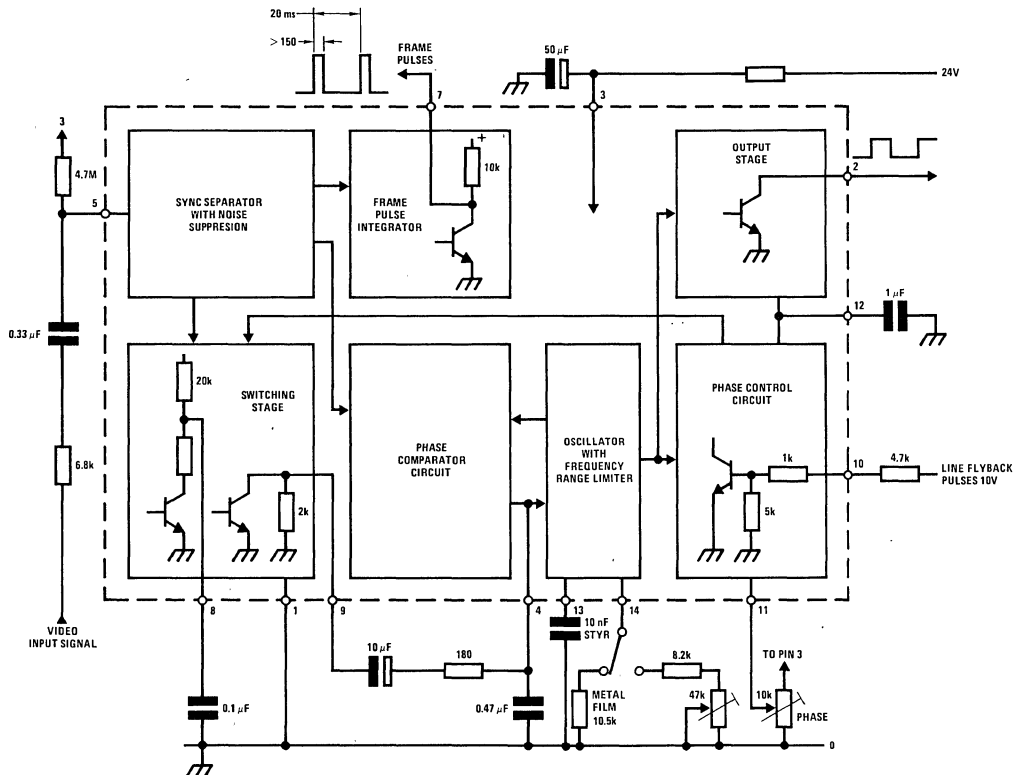 20 ms
> 150
FRAME
PULSES
7
50 μF
3
24V
3
4.7M
5
SYNC SEPARATOR
WITH NOISE
SUPPRESION
FRAME
PULSE
INTEGRATOR
+
10k
OUTPUT
STAGE
2
12
1 μF
0.33 μF
6.8k
VIDEO
INPUT SIGNAL
20k
SWITCHING
STAGE
2k
PHASE
COMPARATOR
CIRCUIT
OSCILLATOR
WITH
FREQUENCY
RANGE LIMITER
PHASE CONTROL
CIRCUIT
1k
5k
10
4.7k
LINE FLYBACK
PULSES 10V
8
1
9
4
13
14
11
10 nF
STYR
10 μF
180
0.1 μF
0.47 μF
METAL
FILM
10.5k
8.2k
47k
TO PIN 3
10k
PHASE
0